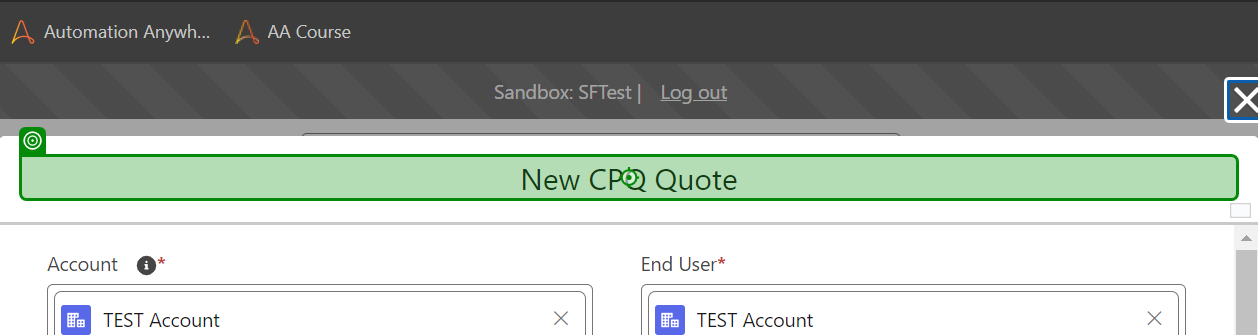 Automation Anywh... AA Course
Sandbox: SFTest | Log out
New CPQ Quote
Account i* End User*
TEST Account TEST Account